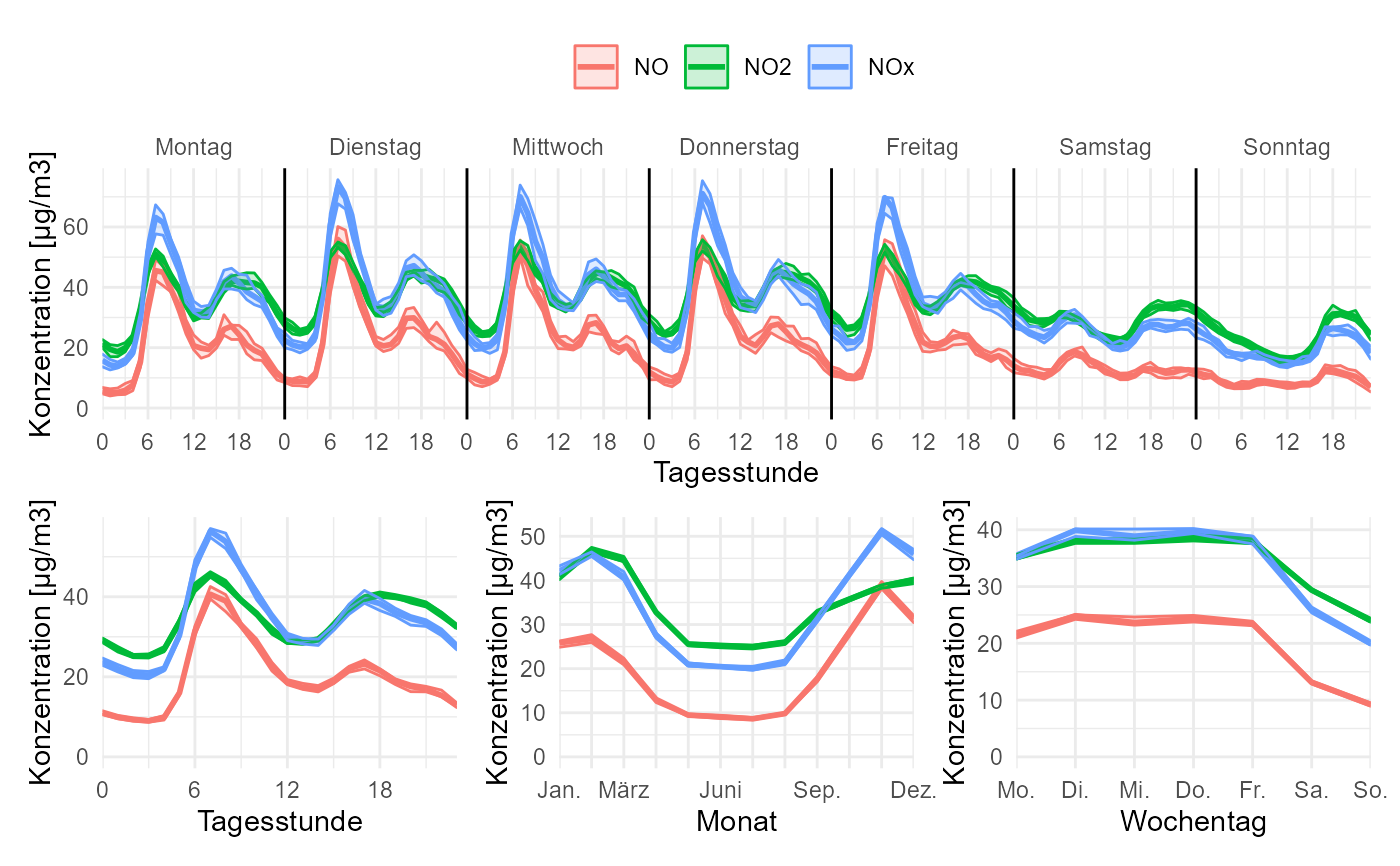 NO NO2 NOx
Montag Dienstag Mittwoch Donnerstag Freitag Samstag Sonntag
Konzentration [µg/m3]
60
40
20
0
0 6 12 18 0 6 12 18 0 6 12 18 0 6 12 18 0 6 12 18 0 6 12 18 0 6 12 18
Tagesstunde
Konzentration [µg/m3]
40
20
0
0 6 12 18
Tagesstunde
Konzentration [µg/m3]
50
40
30
20
10
0
Jan. März Juni Sep. Dez.
Monat
Konzentration [µg/m3]
40
30
20
10
0
Mo. Di. Mi. Do. Fr. Sa. So.
Wochentag